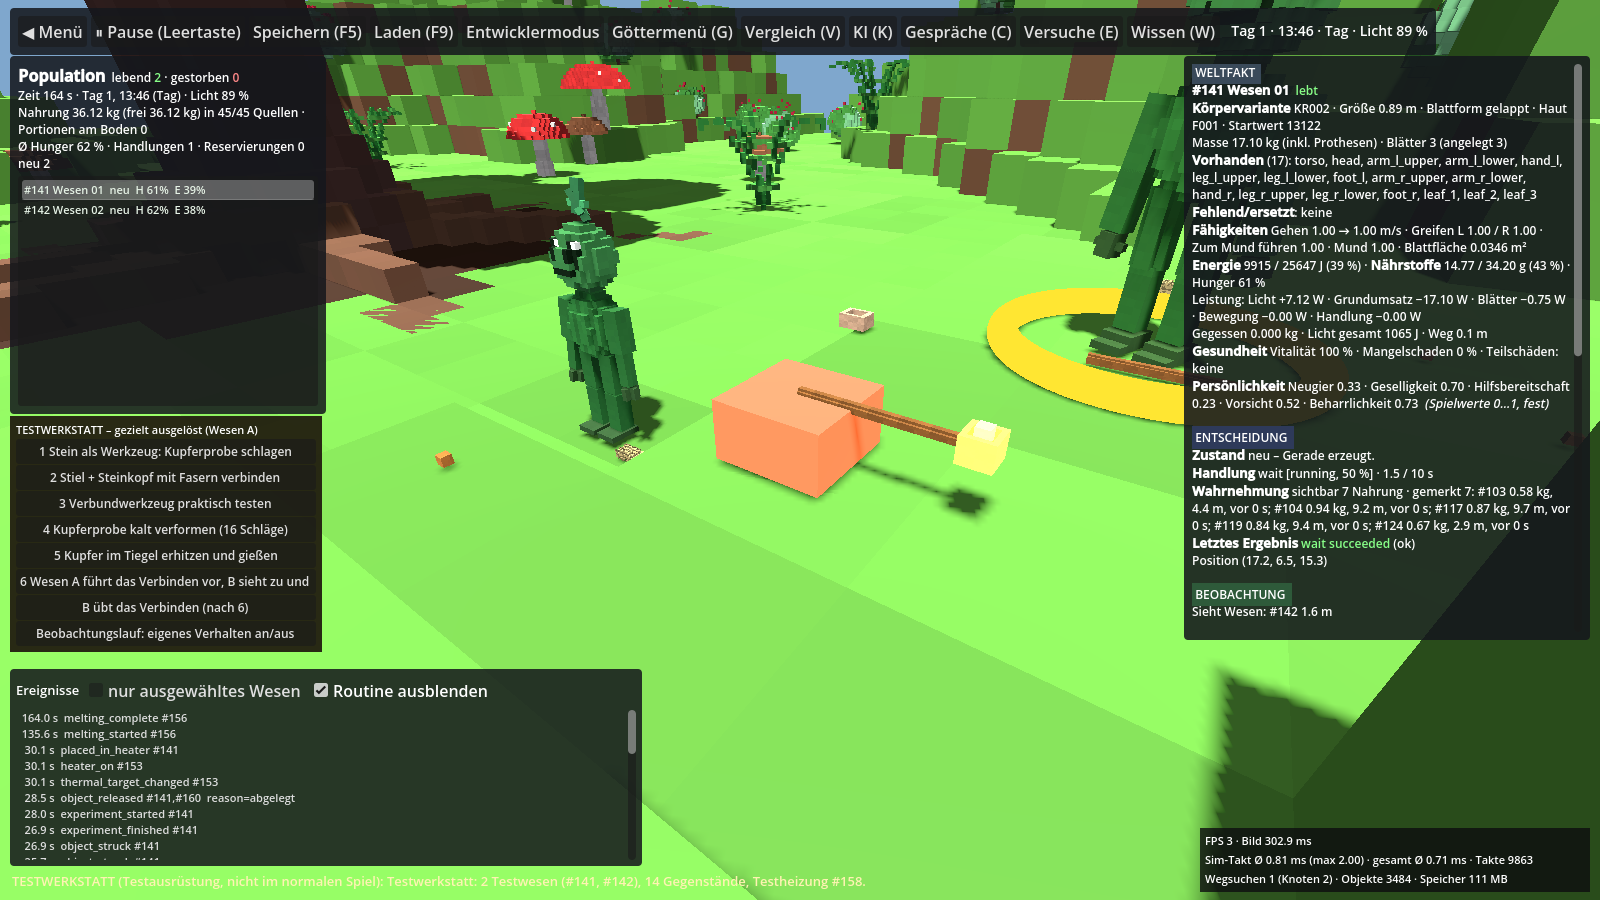 ◀ Menü
Pause (Leertaste)
Speichern (F5)
Laden (F9)
Entwicklermodus
Göttermenü (G)
Vergleich (V)
KI (K)
Gespräche (C)
Versuche (E)
Wissen (W)
Tag 1 · 13:46 · Tag · Licht 89 %
Population lebend 2 · gestorben 0
Zeit 164 s · Tag 1, 13:46 (Tag) · Licht 89 %
Nahrung 36.12 kg (frei 36.12 kg) in 45/45 Quellen ·
Portionen am Boden 0
Ø Hunger 62 % · Handlungen 1 · Reservierungen 0
neu 2
#141 Wesen 01 neu H 61% E 39%
#142 Wesen 02 neu H 62% E 38%
TESTWERKSTATT – gezielt ausgelöst (Wesen A)
1 Stein als Werkzeug: Kupferprobe schlagen
2 Stiel + Steinkopf mit Fasern verbinden
3 Verbundwerkzeug praktisch testen
4 Kupferprobe kalt verformen (16 Schläge)
5 Kupfer im Tiegel erhitzen und gießen
6 Wesen A führt das Verbinden vor, B sieht zu und
B übt das Verbinden (nach 6)
Beobachtungslauf: eigenes Verhalten an/aus
Ereignisse nur ausgewähltes Wesen Routine ausblenden
164.0 s melting_complete #156
135.6 s melting_started #156
30.1 s placed_in_heater #141
30.1 s heater_on #153
30.1 s thermal_target_changed #153
28.5 s object_released #141,#160 reason=abgelegt
28.0 s experiment_started #141
26.9 s experiment_finished #141
26.9 s object_struck #141
TESTWERKSTATT (Testausrüstung, nicht im normalen Spiel): Testwerkstatt: 2 Testwesen (#141, #142), 14 Gegenstände, Testheizung #158.
WELTFAKT
#141 Wesen 01 lebt
Körpervariante KR002 · Größe 0.89 m · Blattform gelappt · Haut
F001 · Startwert 13122
Masse 17.10 kg (inkl. Prothesen) · Blätter 3 (angelegt 3)
Vorhanden (17): torso, head, arm_l_upper, arm_l_lower, hand_l,
leg_l_upper, leg_l_lower, foot_l, arm_r_upper, arm_r_lower,
hand_r, leg_r_upper, leg_r_lower, foot_r, leaf_1, leaf_2, leaf_3
Fehlend/ersetzt: keine
Fähigkeiten Gehen 1.00 → 1.00 m/s · Greifen L 1.00 / R 1.00 ·
Zum Mund führen 1.00 · Mund 1.00 · Blattfläche 0.0346 m²
Energie 9915 / 25647 J (39 %) · Nährstoffe 14.77 / 34.20 g (43 %) ·
Hunger 61 %
Leistung: Licht +7.12 W · Grundumsatz −17.10 W · Blätter −0.75 W
· Bewegung −0.00 W · Handlung −0.00 W
Gegessen 0.000 kg · Licht gesamt 1065 J · Weg 0.1 m
Gesundheit Vitalität 100 % · Mangelschaden 0 % · Teilschäden:
keine
Persönlichkeit Neugier 0.33 · Geselligkeit 0.70 · Hilfsbereitschaft
0.23 · Vorsicht 0.52 · Beharrlichkeit 0.73 (Spielwerte 0…1, fest)
ENTSCHEIDUNG
Zustand neu – Gerade erzeugt.
Handlung wait [running, 50 %] · 1.5 / 10 s
Wahrnehmung sichtbar 7 Nahrung · gemerkt 7: #103 0.58 kg,
4.4 m, vor 0 s; #104 0.94 kg, 9.2 m, vor 0 s; #117 0.87 kg, 9.7 m, vor
0 s; #119 0.84 kg, 9.4 m, vor 0 s; #124 0.67 kg, 2.9 m, vor 0 s
Letztes Ergebnis wait succeeded (ok)
Position (17.2, 6.5, 15.3)
BEOBACHTUNG
Sieht Wesen: #142 1.6 m
FPS 3 · Bild 302.9 ms
Sim-Takt Ø 0.81 ms (max 2.00) · gesamt Ø 0.71 ms · Takte 9863
Wegsuchen 1 (Knoten 2) · Objekte 3484 · Speicher 111 MB